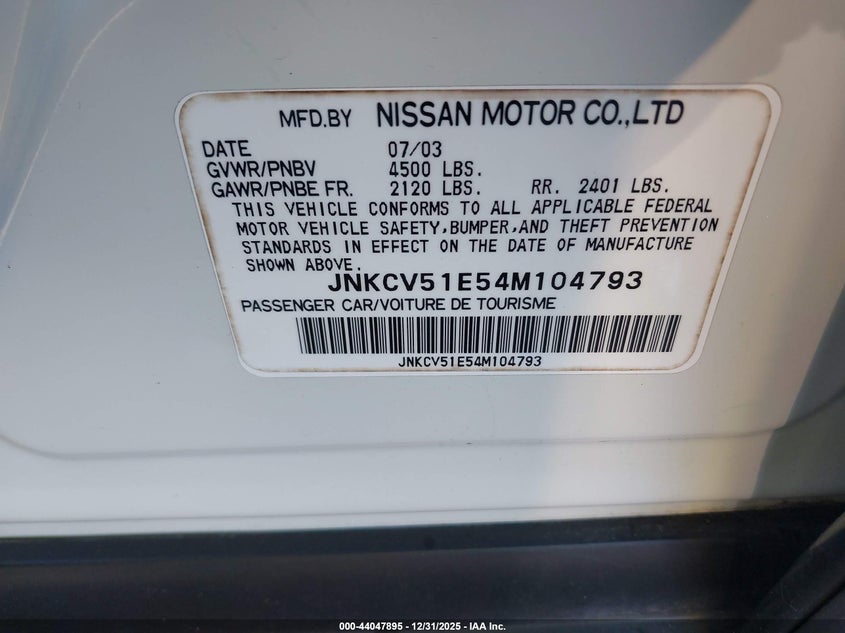 MFD.BY NISSAN MOTOR CO.,LTD
DATE 07/03
GVWR/PNBV 4500 LBS.
GAWR/PNBE FR. 2120 LBS. RR. 2401 LBS.
THIS VEHICLE CONFORMS TO ALL APPLICABLE FEDERAL
MOTOR VEHICLE SAFETY,BUMPER,AND THEFT PREVENTION
STANDARDS IN EFFECT ON THE DATE OF MANUFACTURE
SHOWN ABOVE.
JNKCV51E54M104793
PASSENGER CAR/VOITURE DE TOURISME
JNKCV51E54M104793
000-44047895 - 12/31/2025 - IAA Inc.